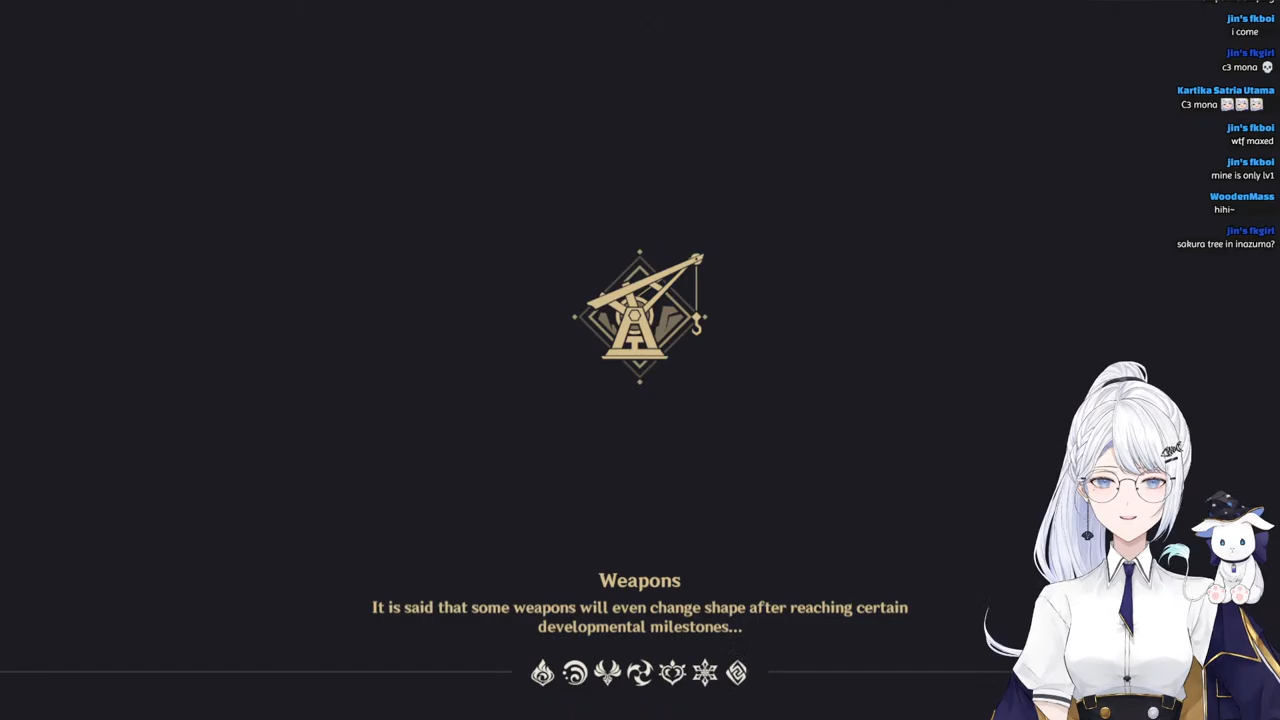 jin's fkboi
i come
jin's fkgirl
c3 mona 💀
Kartika Satria Utama
C3 mona
jin's fkboi
wtf maxed
jin's fkboi
mine is only lv1
WoodenMass
hihi~
jin's fkgirl
sakura tree in inazuma?
Weapons
It is said that some weapons will even change shape after reaching certain
developmental milestones...